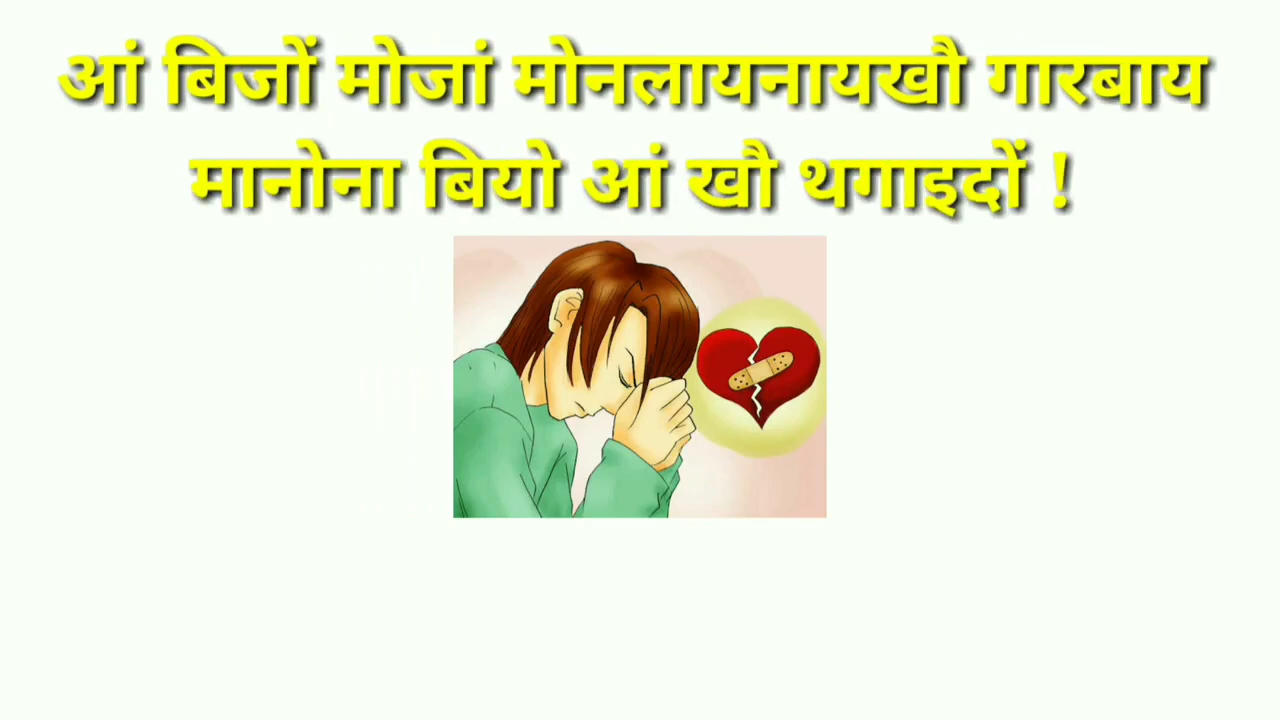 आं बिजों मोजां मोनलायनायखौ गारबाय
मानोना बियो आं खौ थगाइदों !